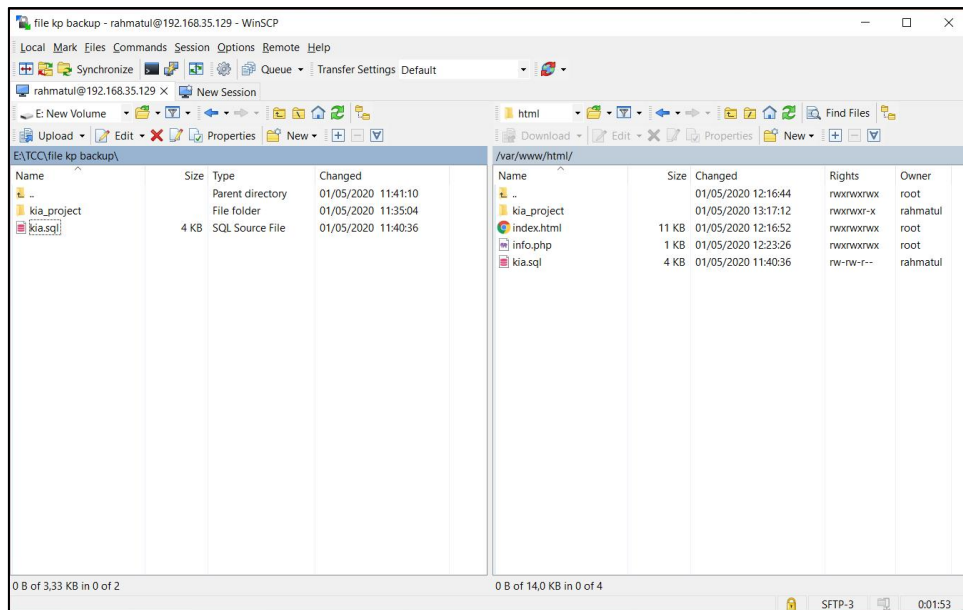 file kp backup - rahmatul@192.168.35.129 - WinSCP
Local Mark Files Commands Session Options Remote Help
Synchronize Queue Transfer Settings Default
rahmatul@192.168.35.129 × New Session
E: New Volume
Upload Edit Properties New
E:\TCC\file kp backup\
Name Size Type Changed
.. Parent directory 01/05/2020 11:41:10
kia_project File folder 01/05/2020 11:35:04
kia.sql 4 KB SQL Source File 01/05/2020 11:40:36
0 B of 3,33 KB in 0 of 2
html Find Files
Download Edit Properties New
/var/www/html/
Name Size Changed Rights Owner
.. 01/05/2020 12:16:44 rwxrwxrwx root
kia_project 01/05/2020 13:17:12 rwxrwxr-x rahmatul
index.html 11 KB 01/05/2020 12:16:52 rwxrwxrwx root
info.php 1 KB 01/05/2020 12:23:26 rwxrwxrwx root
kia.sql 4 KB 01/05/2020 11:40:36 rw-rw-r-- rahmatul
0 B of 14,0 KB in 0 of 4
SFTP-3 0:01:53